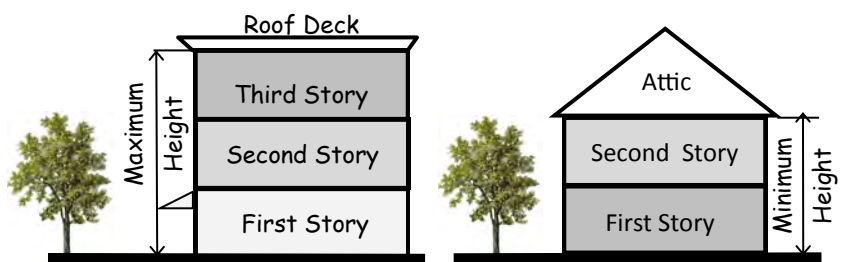 Roof Deck
Third Story
Second Story
First Story
Maximum
Height
Attic
Second Story
First Story
Minimum
Height